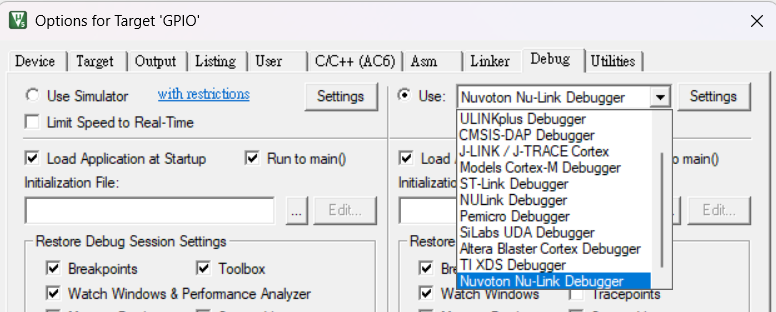 Options for Target 'GPIO'
Device | Target | Output | Listing | User | C/C++ (AC6) | Asm | Linker | Debug | Utilities
Use Simulator with restrictions Settings Use: Nuvoton Nu-Link Debugger Settings
Limit Speed to Real-Time
Load Application at Startup Run to main() Load A o main()
Initialization File: Initializatio
... Edit... Edit...
ULINKplus Debugger
CMSIS-DAP Debugger
J-LINK / J-TRACE Cortex
Models Cortex-M Debugger
ST-Link Debugger
NULink Debugger
Pemicro Debugger
SiLabs UDA Debugger
Altera Blaster Cortex Debugger
TI XDS Debugger
Nuvoton Nu-Link Debugger
Restore Debug Session Settings Restore
Breakpoints Toolbox Bre
Watch Windows & Performance Analyzer Watch Windows Tracepoints